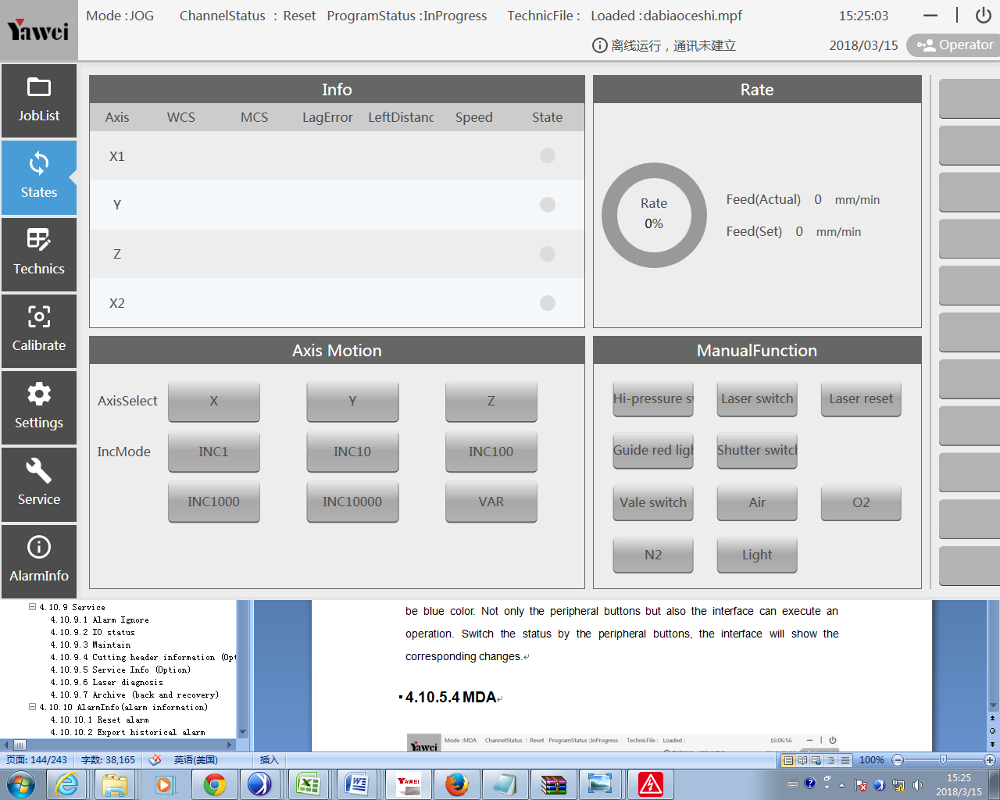 Yawei
Mode :JOG ChannelStatus : Reset ProgramStatus :InProgress TechnicFile : Loaded :dabiaoceshi.mpf 15:25:03
离线运行，通讯未建立 2018/03/15 Operator
JobList
States
Technics
Calibrate
Settings
Service
AlarmInfo
Info
Axis WCS MCS LagError LeftDistanc Speed State
X1
Y
Z
X2
Rate
Rate
0%
Feed(Actual) 0 mm/min
Feed(Set) 0 mm/min
Axis Motion
AxisSelect X Y Z
IncMode INC1 INC10 INC100
INC1000 INC10000 VAR
ManualFunction
Hi-pressure sw Laser switch Laser reset
Guide red ligh Shutter switch
Vale switch Air O2
N2 Light
4.10.9 Service
4.10.9.1 Alarm Ignore
4.10.9.2 IO status
4.10.9.3 Maintain
4.10.9.4 Cutting header information (Opt
4.10.9.5 Service Info (Option)
4.10.9.6 Laser diagnosis
4.10.9.7 Archive (back and recovery)
4.10.10 AlarmInfo(alarm information)
4.10.10.1 Reset alarm
4.10.10.2 Export historical alarm
be blue color. Not only the peripheral buttons but also the interface can execute an
operation. Switch the status by the peripheral buttons, the interface will show the
corresponding changes.
4.10.5.4 MDA
Yawei
Mode :MDA ChannelStatus : Reset ProgramStatus :InProgress TechnicFile : Loaded : 16:06:56
页面: 144/243 字数: 38,165 英语(美国) 插入 100%
YAWEI
15:25
2018/3/15